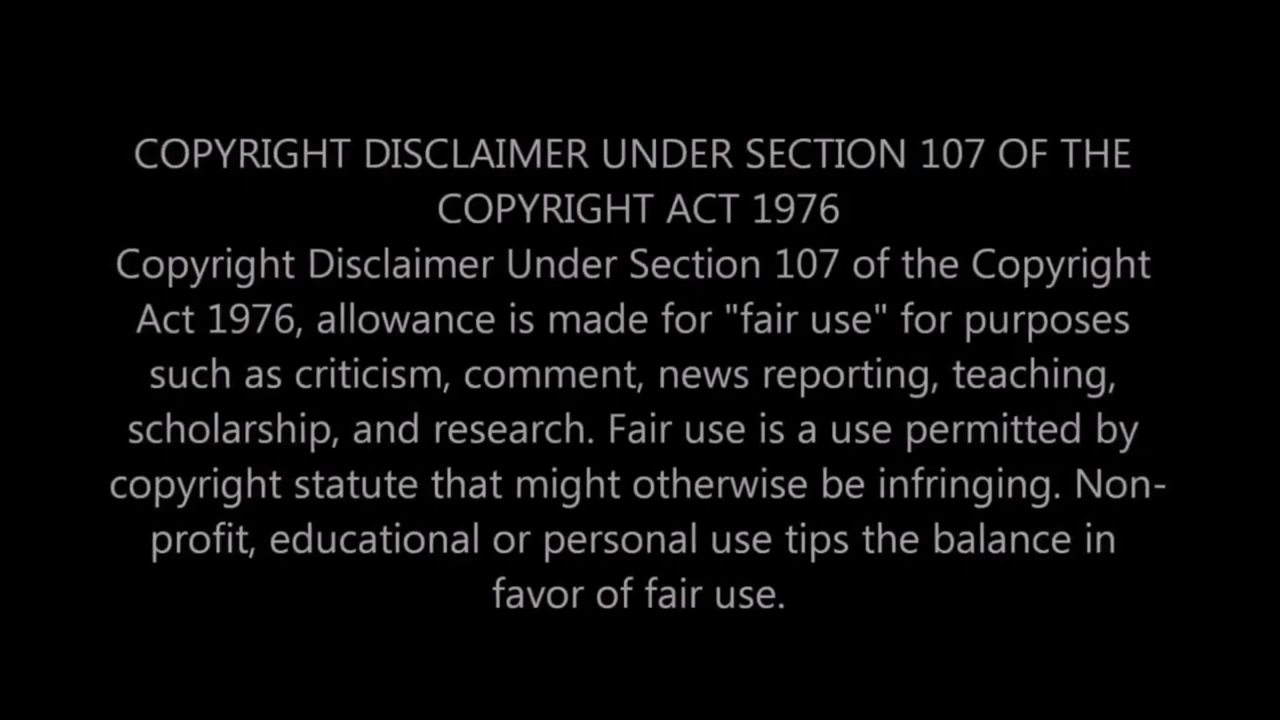 COPYRIGHT DISCLAIMER UNDER SECTION 107 OF THE
COPYRIGHT ACT 1976
Copyright Disclaimer Under Section 107 of the Copyright
Act 1976, allowance is made for "fair use" for purposes
such as criticism, comment, news reporting, teaching,
scholarship, and research. Fair use is a use permitted by
copyright statute that might otherwise be infringing. Non-
profit, educational or personal use tips the balance in
favor of fair use.